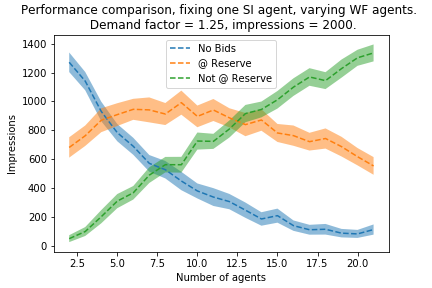 Performance comparison, fixing one SI agent, varying WF agents.
Demand factor = 1.25, impressions = 2000.
No Bids
@ Reserve
Not @ Reserve
Impressions
1400
1200
1000
800
600
400
200
0
2.5 5.0 7.5 10.0 12.5 15.0 17.5 20.0
Number of agents